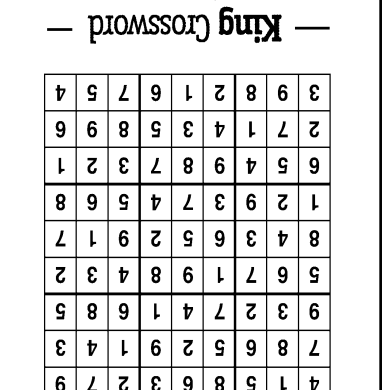 4 1 5 8 6 3 2 7 9
7 8 6 5 2 9 1 4 3
9 3 2 7 4 1 6 8 5
5 6 7 1 9 8 4 3 2
8 4 3 6 5 2 9 1 7
1 2 9 3 7 4 5 6 8
6 5 4 9 8 7 3 2 1
2 7 1 4 3 5 8 9 6
3 9 8 2 1 6 7 5 4
— King Crossword —